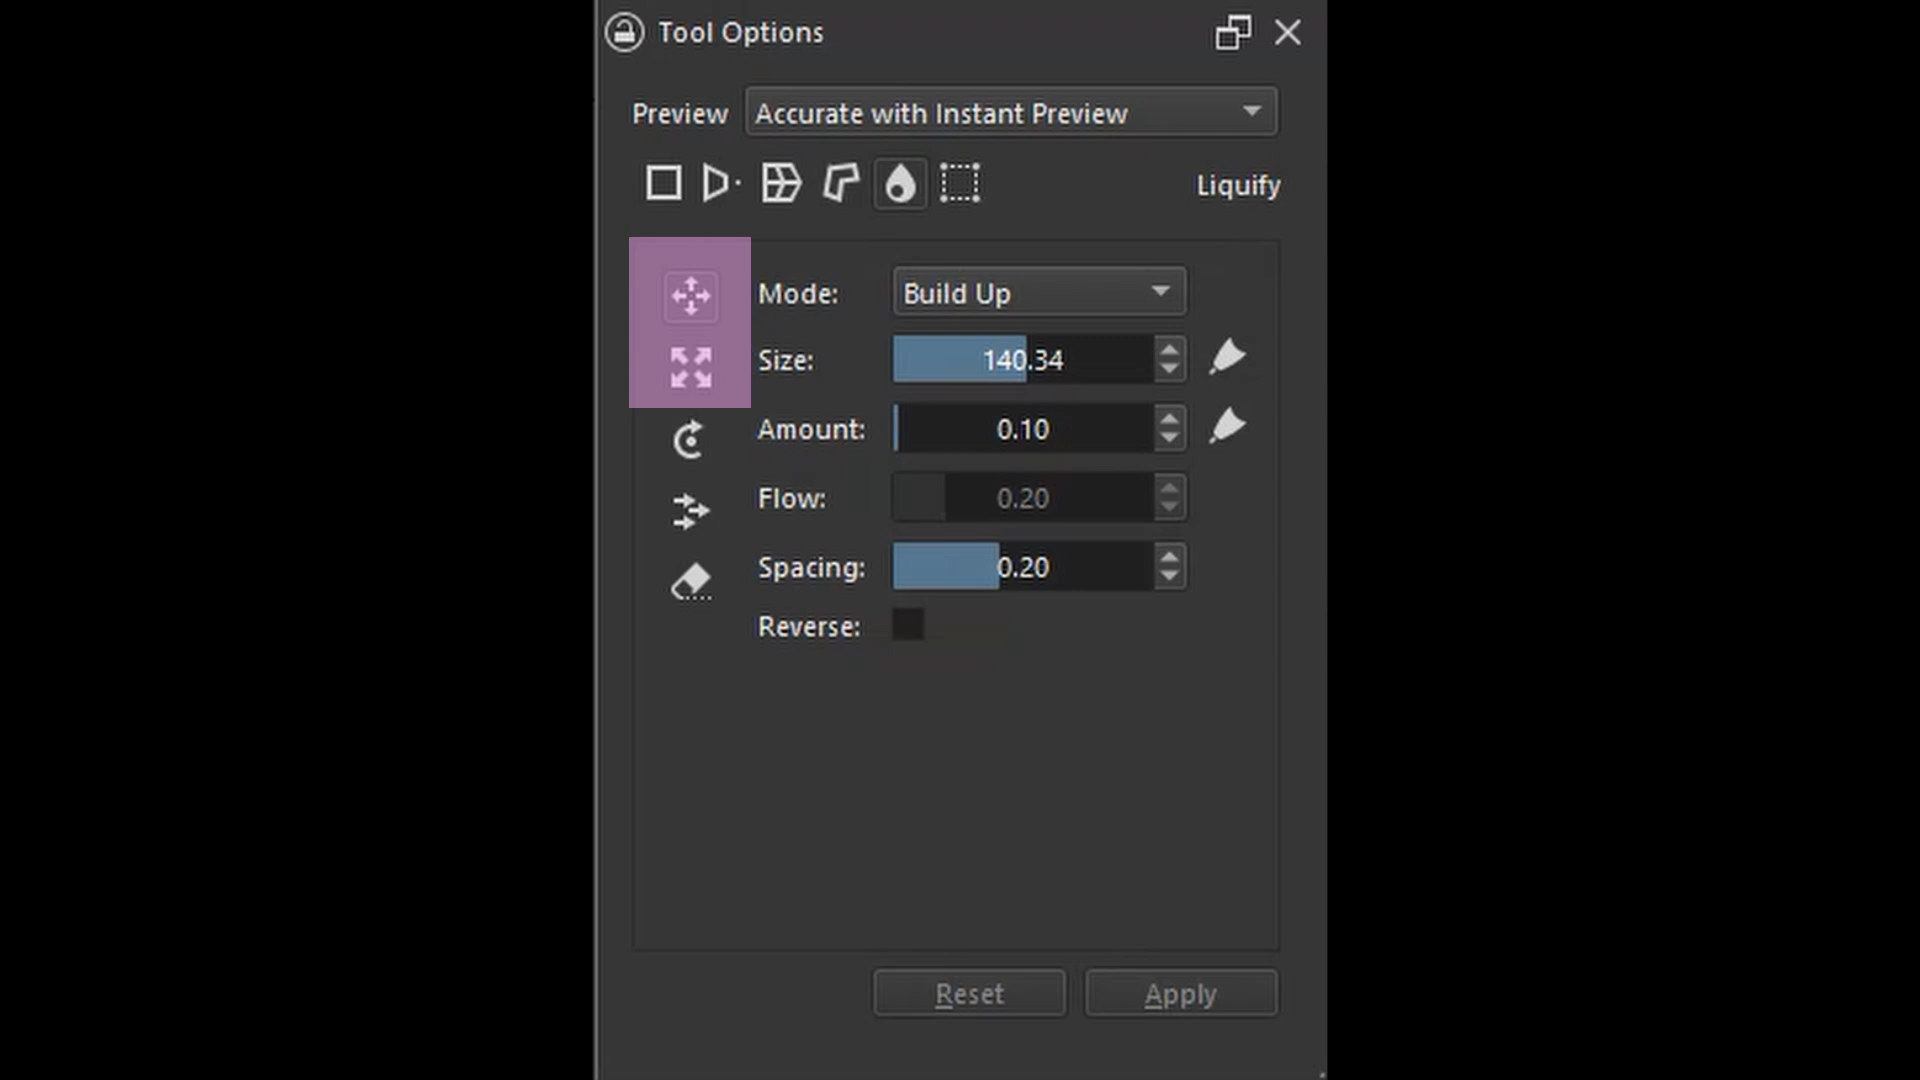 Tool Options
Preview Accurate with Instant Preview
Liquify
Mode: Build Up
Size: 140.34
Amount: 0.10
Flow: 0.20
Spacing: 0.20
Reverse:
Reset Apply